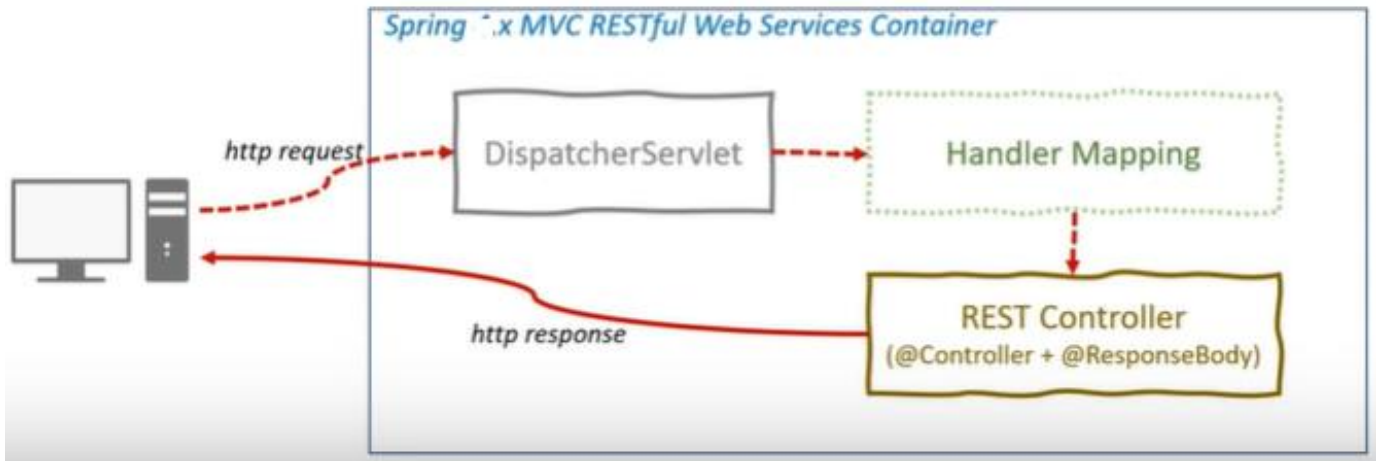 Spring .x MVC RESTful Web Services Container
http request
DispatcherServlet
Handler Mapping
http response
REST Controller
(@Controller + @ResponseBody)